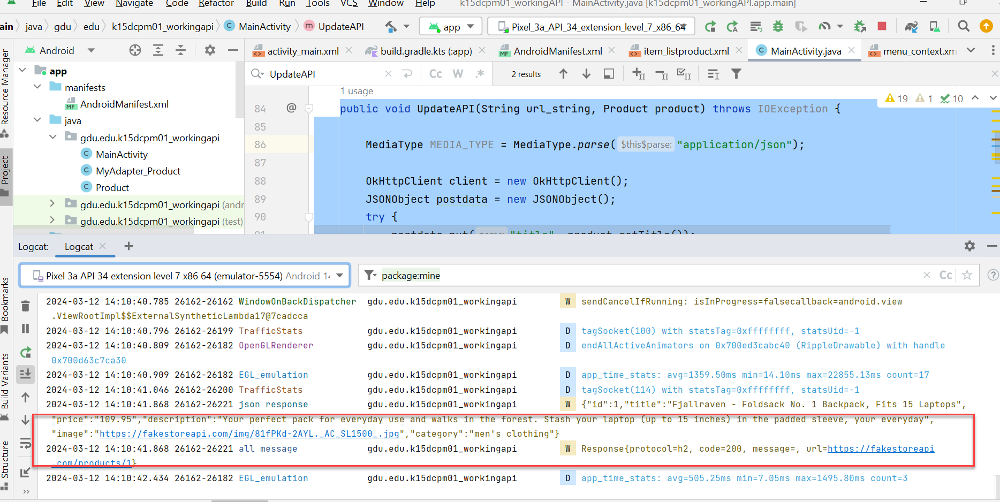 File Edit View Navigate Code Refactor Build Run Tools VCS Window Help k15dcpm01_workingAPI - MainActivity.java [k15dcpm01_workingAPI.app.main]
ain java gdu edu k15dcpm01_workingapi C MainActivity m UpdateAPI app Pixel_3a_API_34_extension_level_7_x86_64
Android activity_main.xml build.gradle.kts (:app) AndroidManifest.xml item_listproduct.xml C MainActivity.java menu_context.xm
Resource Manager
Project
Bookmarks
Build Variants
Structure
app
manifests
MF AndroidManifest.xml
java
gdu.edu.k15dcpm01_workingapi
C MainActivity
C MyAdapter_Product
C Product
gdu.edu.k15dcpm01_workingapi (andr
gdu.edu.k15dcpm01_workingapi (test)
UpdateAPI Cc W .* 2 results
1 usage
19 1 10
84 @ public void UpdateAPI(String url_string, Product product) throws IOException {
85
86 MediaType MEDIA_TYPE = MediaType.parse( $this$parse: "application/json");
87
88 OkHttpClient client = new OkHttpClient();
89 JSONObject postdata = new JSONObject();
90 try {
91 postdata.put( name: "title", product.getTitle());
Logcat: Logcat
Pixel 3a API 34 extension level 7 x86 64 (emulator-5554) Android 14 package:mine Cc
2024-03-12 14:10:40.785 26162-26162 WindowOnBackDispatcher gdu.edu.k15dcpm01_workingapi W sendCancelIfRunning: isInProgress=falsecallback=android.view
.ViewRootImpl$$ExternalSyntheticLambda17@7cadcca
2024-03-12 14:10:40.796 26162-26199 TrafficStats gdu.edu.k15dcpm01_workingapi D tagSocket(100) with statsTag=0xffffffff, statsUid=-1
2024-03-12 14:10:40.809 26162-26182 OpenGLRenderer gdu.edu.k15dcpm01_workingapi D endAllActiveAnimators on 0x700ed3cabc40 (RippleDrawable) with handle
0x700d63c7ca30
2024-03-12 14:10:40.909 26162-26182 EGL_emulation gdu.edu.k15dcpm01_workingapi D app_time_stats: avg=1359.50ms min=14.10ms max=22855.13ms count=17
2024-03-12 14:10:41.046 26162-26200 TrafficStats gdu.edu.k15dcpm01_workingapi D tagSocket(114) with statsTag=0xffffffff, statsUid=-1
2024-03-12 14:10:41.868 26162-26221 json response gdu.edu.k15dcpm01_workingapi W {"id":1,"title":"Fjallraven - Foldsack No. 1 Backpack, Fits 15 Laptops",
"price":"109.95","description":"Your perfect pack for everyday use and walks in the forest. Stash your laptop (up to 15 inches) in the padded sleeve, your everyday",
"image":"https://fakestoreapi.com/img/81fPKd-2AYL._AC_SL1500_.jpg","category":"men's clothing"}
2024-03-12 14:10:41.868 26162-26221 all message gdu.edu.k15dcpm01_workingapi W Response{protocol=h2, code=200, message=, url=https://fakestoreapi
.com/products/1}
2024-03-12 14:10:42.434 26162-26182 EGL_emulation gdu.edu.k15dcpm01_workingapi D app_time_stats: avg=505.25ms min=7.05ms max=1495.80ms count=3